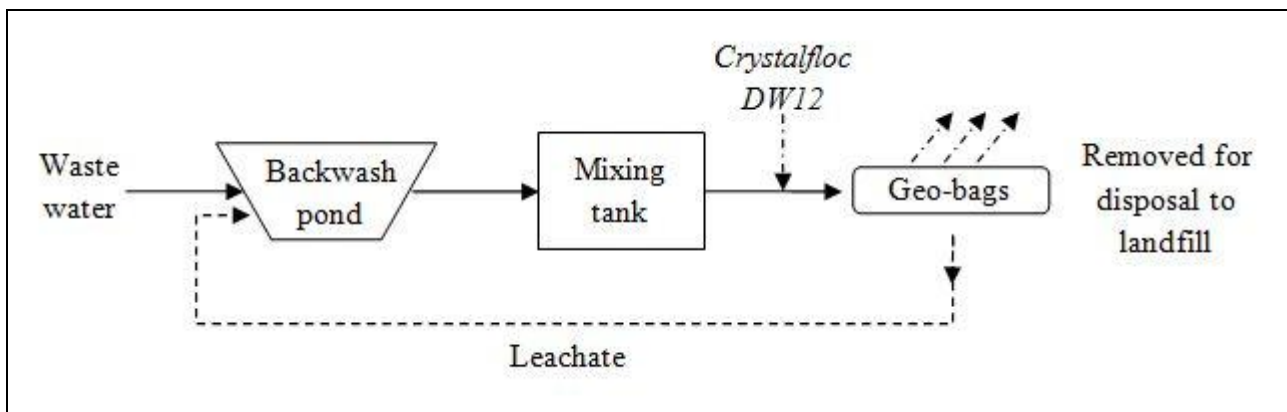 Waste
water
Backwash
pond
Mixing
tank
Crystalfloc
DW12
Geo-bags
Removed for
disposal to
landfill
Leachate